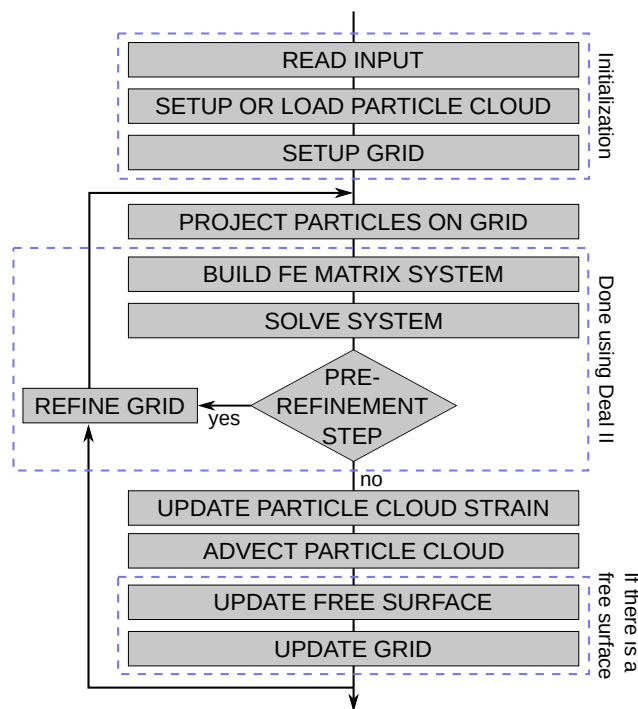 READ INPUT
SETUP OR LOAD PARTICLE CLOUD
SETUP GRID
Initialization
PROJECT PARTICLES ON GRID
BUILD FE MATRIX SYSTEM
SOLVE SYSTEM
PRE-
REFINEMENT
STEP
yes
REFINE GRID
no
Done using Deal II
UPDATE PARTICLE CLOUD STRAIN
ADVECT PARTICLE CLOUD
UPDATE FREE SURFACE
UPDATE GRID
If there is a
free surface